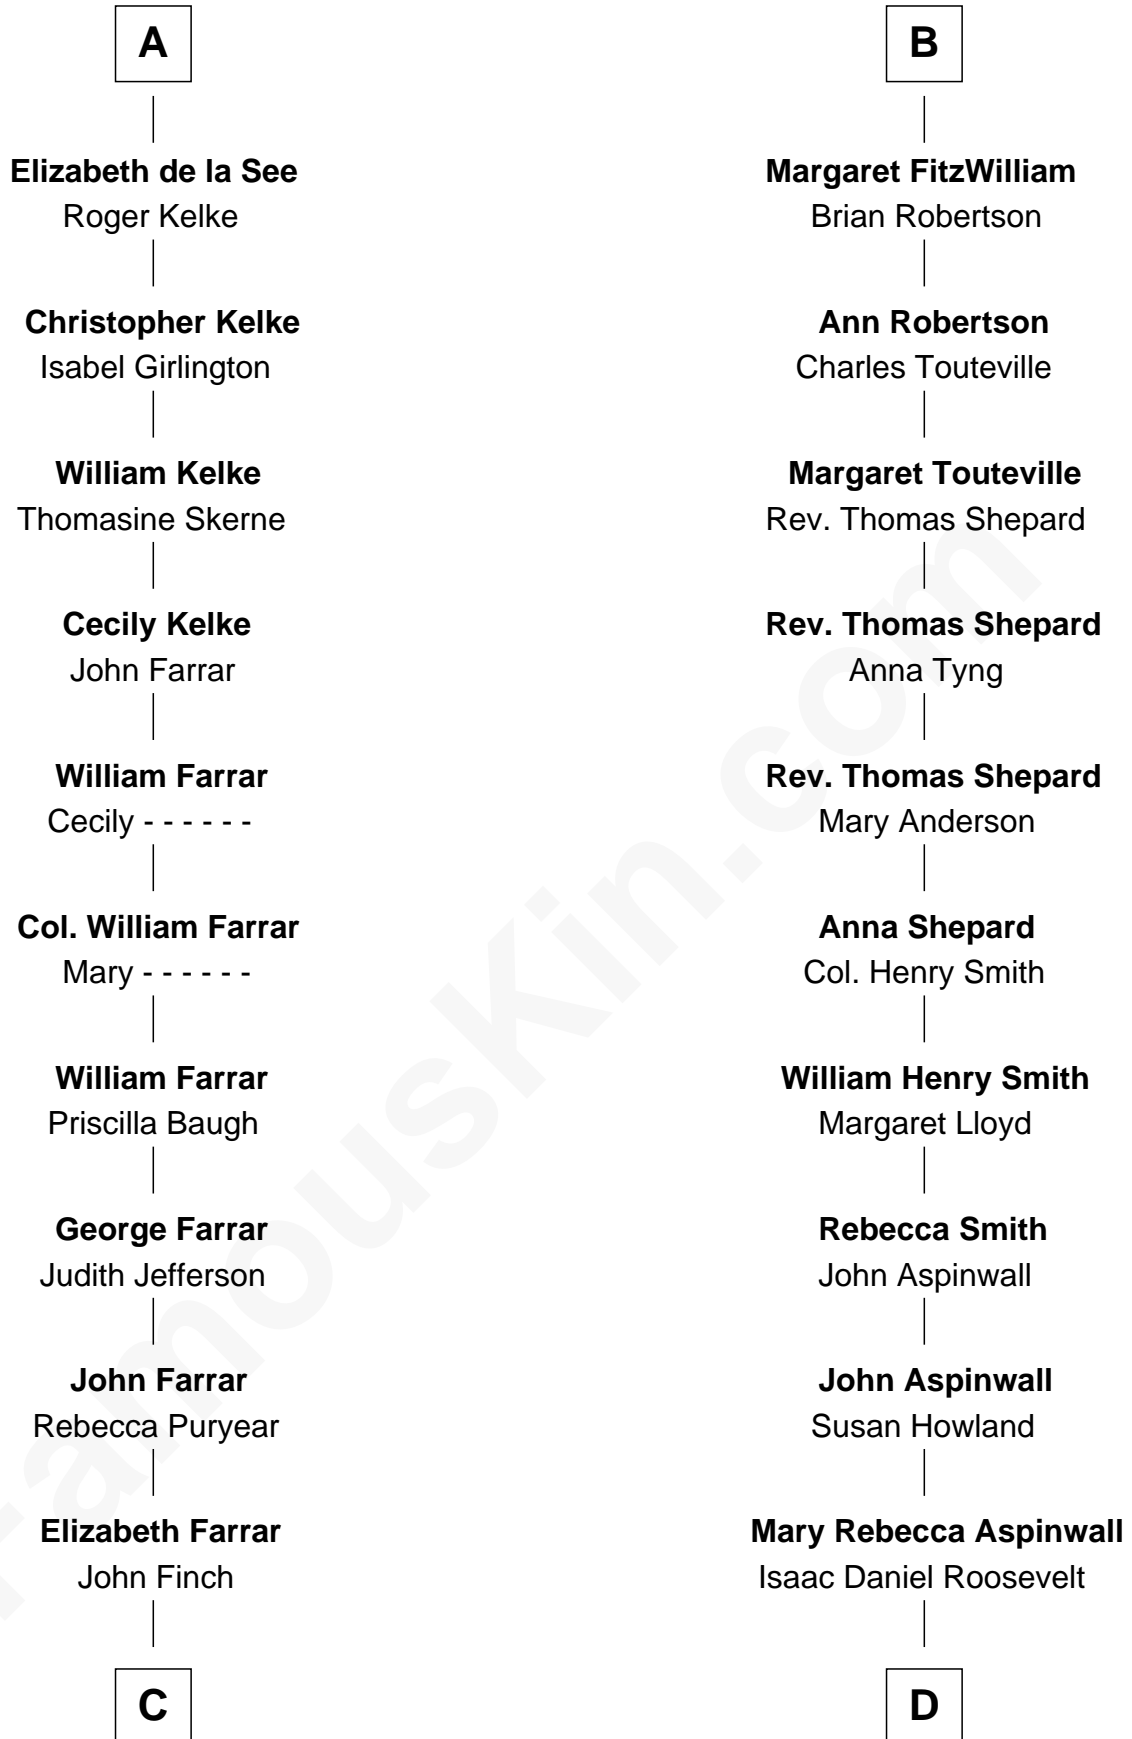 A
Elizabeth de la See
Roger Kelke
Christopher Kelke
Isabel Girlington
William Kelke
Thomasine Skerne
Cecily Kelke
John Farrar
William Farrar
Cecily - - - - - -
Col. William Farrar
Mary - - - - - -
William Farrar
Priscilla Baugh
George Farrar
Judith Jefferson
John Farrar
Rebecca Puryear
Elizabeth Farrar
John Finch
C
B
Margaret FitzWilliam
Brian Robertson
Ann Robertson
Charles Touteville
Margaret Touteville
Rev. Thomas Shepard
Rev. Thomas Shepard
Anna Tyng
Rev. Thomas Shepard
Mary Anderson
Anna Shepard
Col. Henry Smith
William Henry Smith
Margaret Lloyd
Rebecca Smith
John Aspinwall
John Aspinwall
Susan Howland
Mary Rebecca Aspinwall
Isaac Daniel Roosevelt
D
FamousKin.com